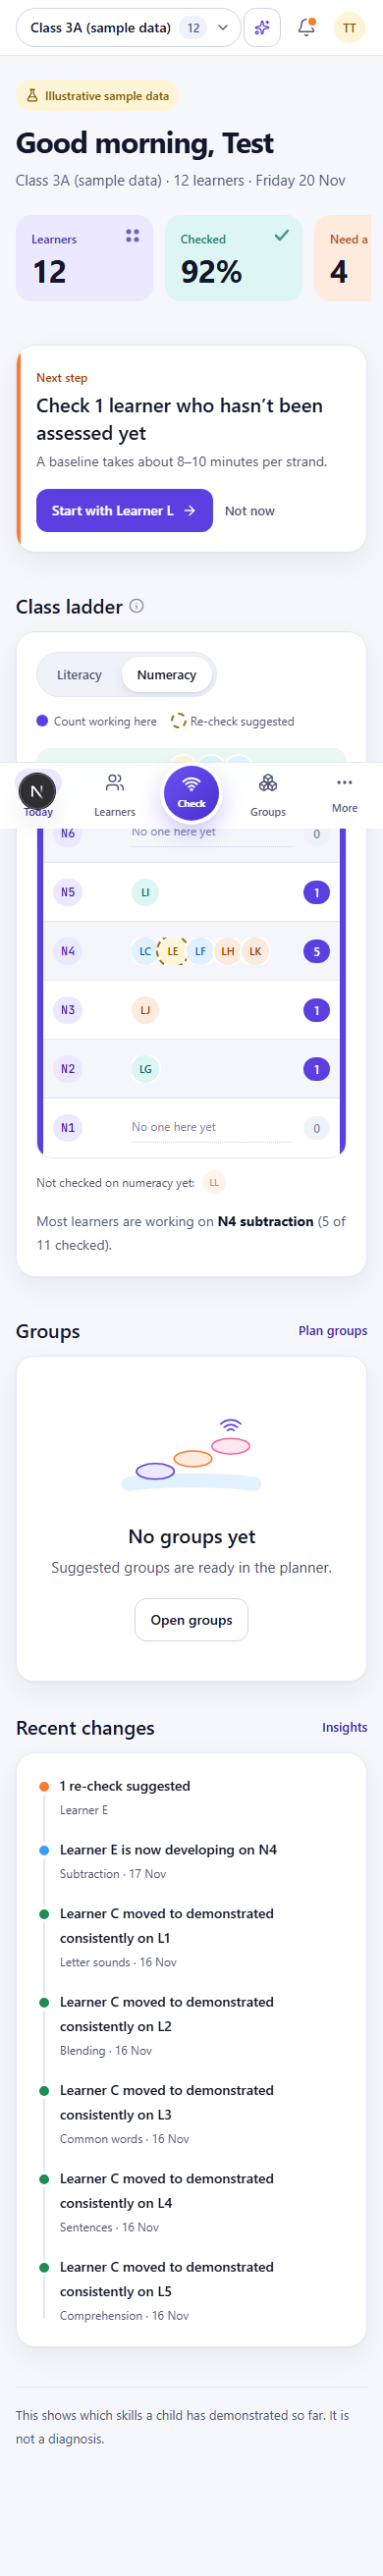 Class 3A (sample data) 12
TT
Illustrative sample data
Good morning, Test
Class 3A (sample data) · 12 learners · Friday 20 Nov
Learners
12
Checked
92%
Need a
4
Next step
Check 1 learner who hasn’t been
assessed yet
A baseline takes about 8–10 minutes per strand.
Start with Learner L → Not now
Class ladder
Literacy Numeracy
Count working here Re-check suggested
N
Today Learners Check Groups More
N6 No one here yet 0
N5 LI 1
N4 LC LE LF LH LK 5
N3 LJ 1
N2 LG 1
N1 No one here yet 0
Not checked on numeracy yet: LL
Most learners are working on N4 subtraction (5 of
11 checked).
Groups Plan groups
No groups yet
Suggested groups are ready in the planner.
Open groups
Recent changes Insights
1 re-check suggested
Learner E
Learner E is now developing on N4
Subtraction · 17 Nov
Learner C moved to demonstrated
consistently on L1
Letter sounds · 16 Nov
Learner C moved to demonstrated
consistently on L2
Blending · 16 Nov
Learner C moved to demonstrated
consistently on L3
Common words · 16 Nov
Learner C moved to demonstrated
consistently on L4
Sentences · 16 Nov
Learner C moved to demonstrated
consistently on L5
Comprehension · 16 Nov
This shows which skills a child has demonstrated so far. It is
not a diagnosis.